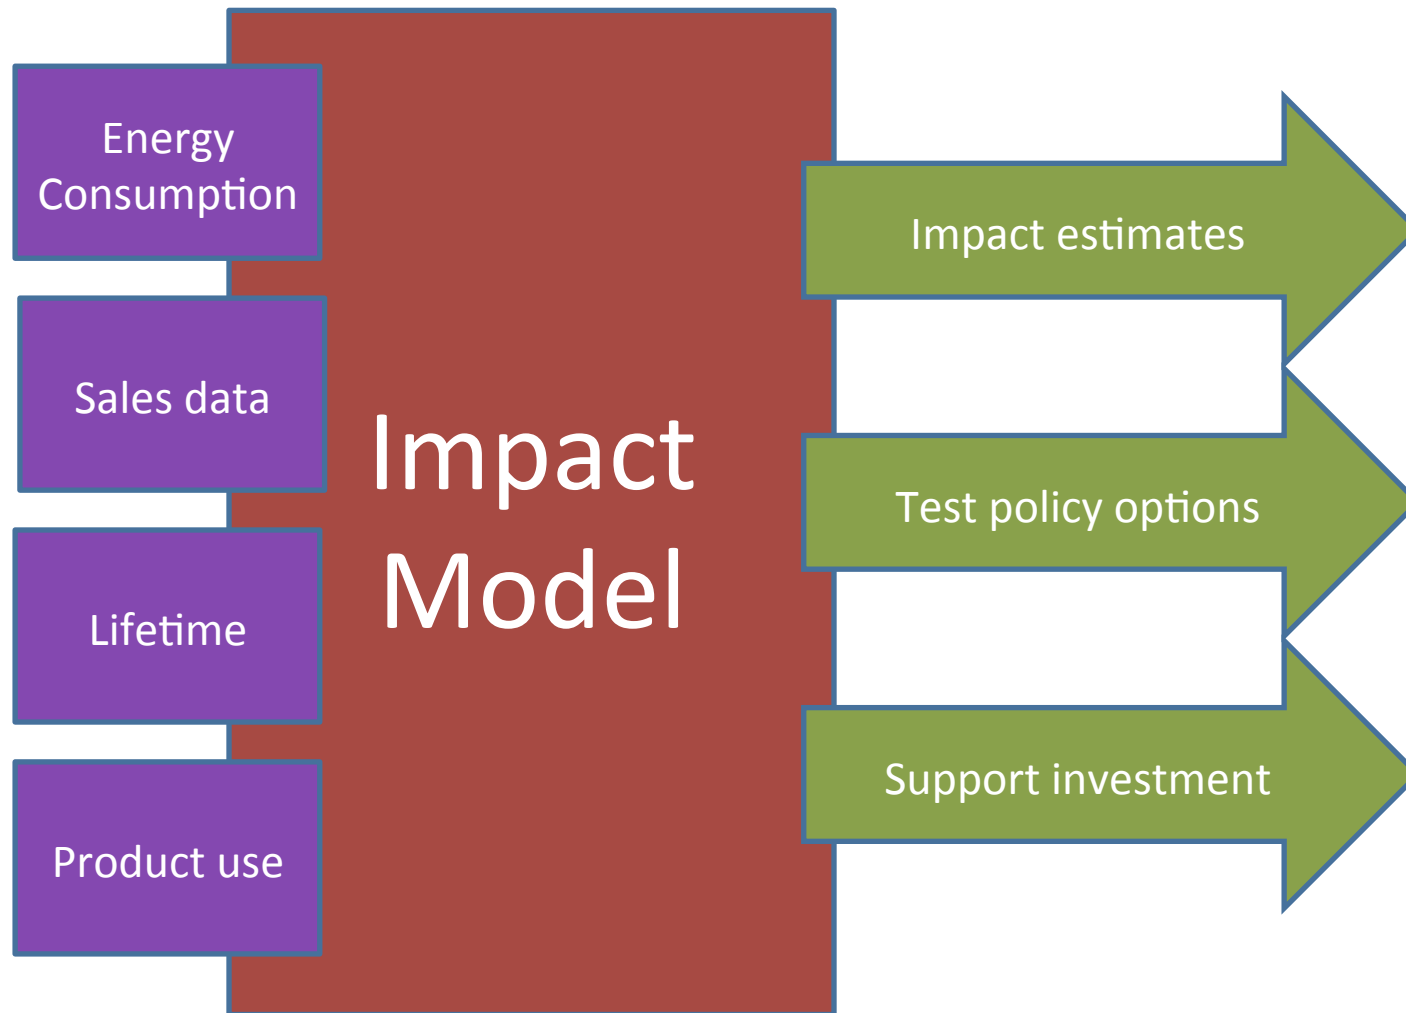 Energy
Consumption
Sales data
Lifetime
Product use
Impact
Model
Impact estimates
Test policy options
Support investment